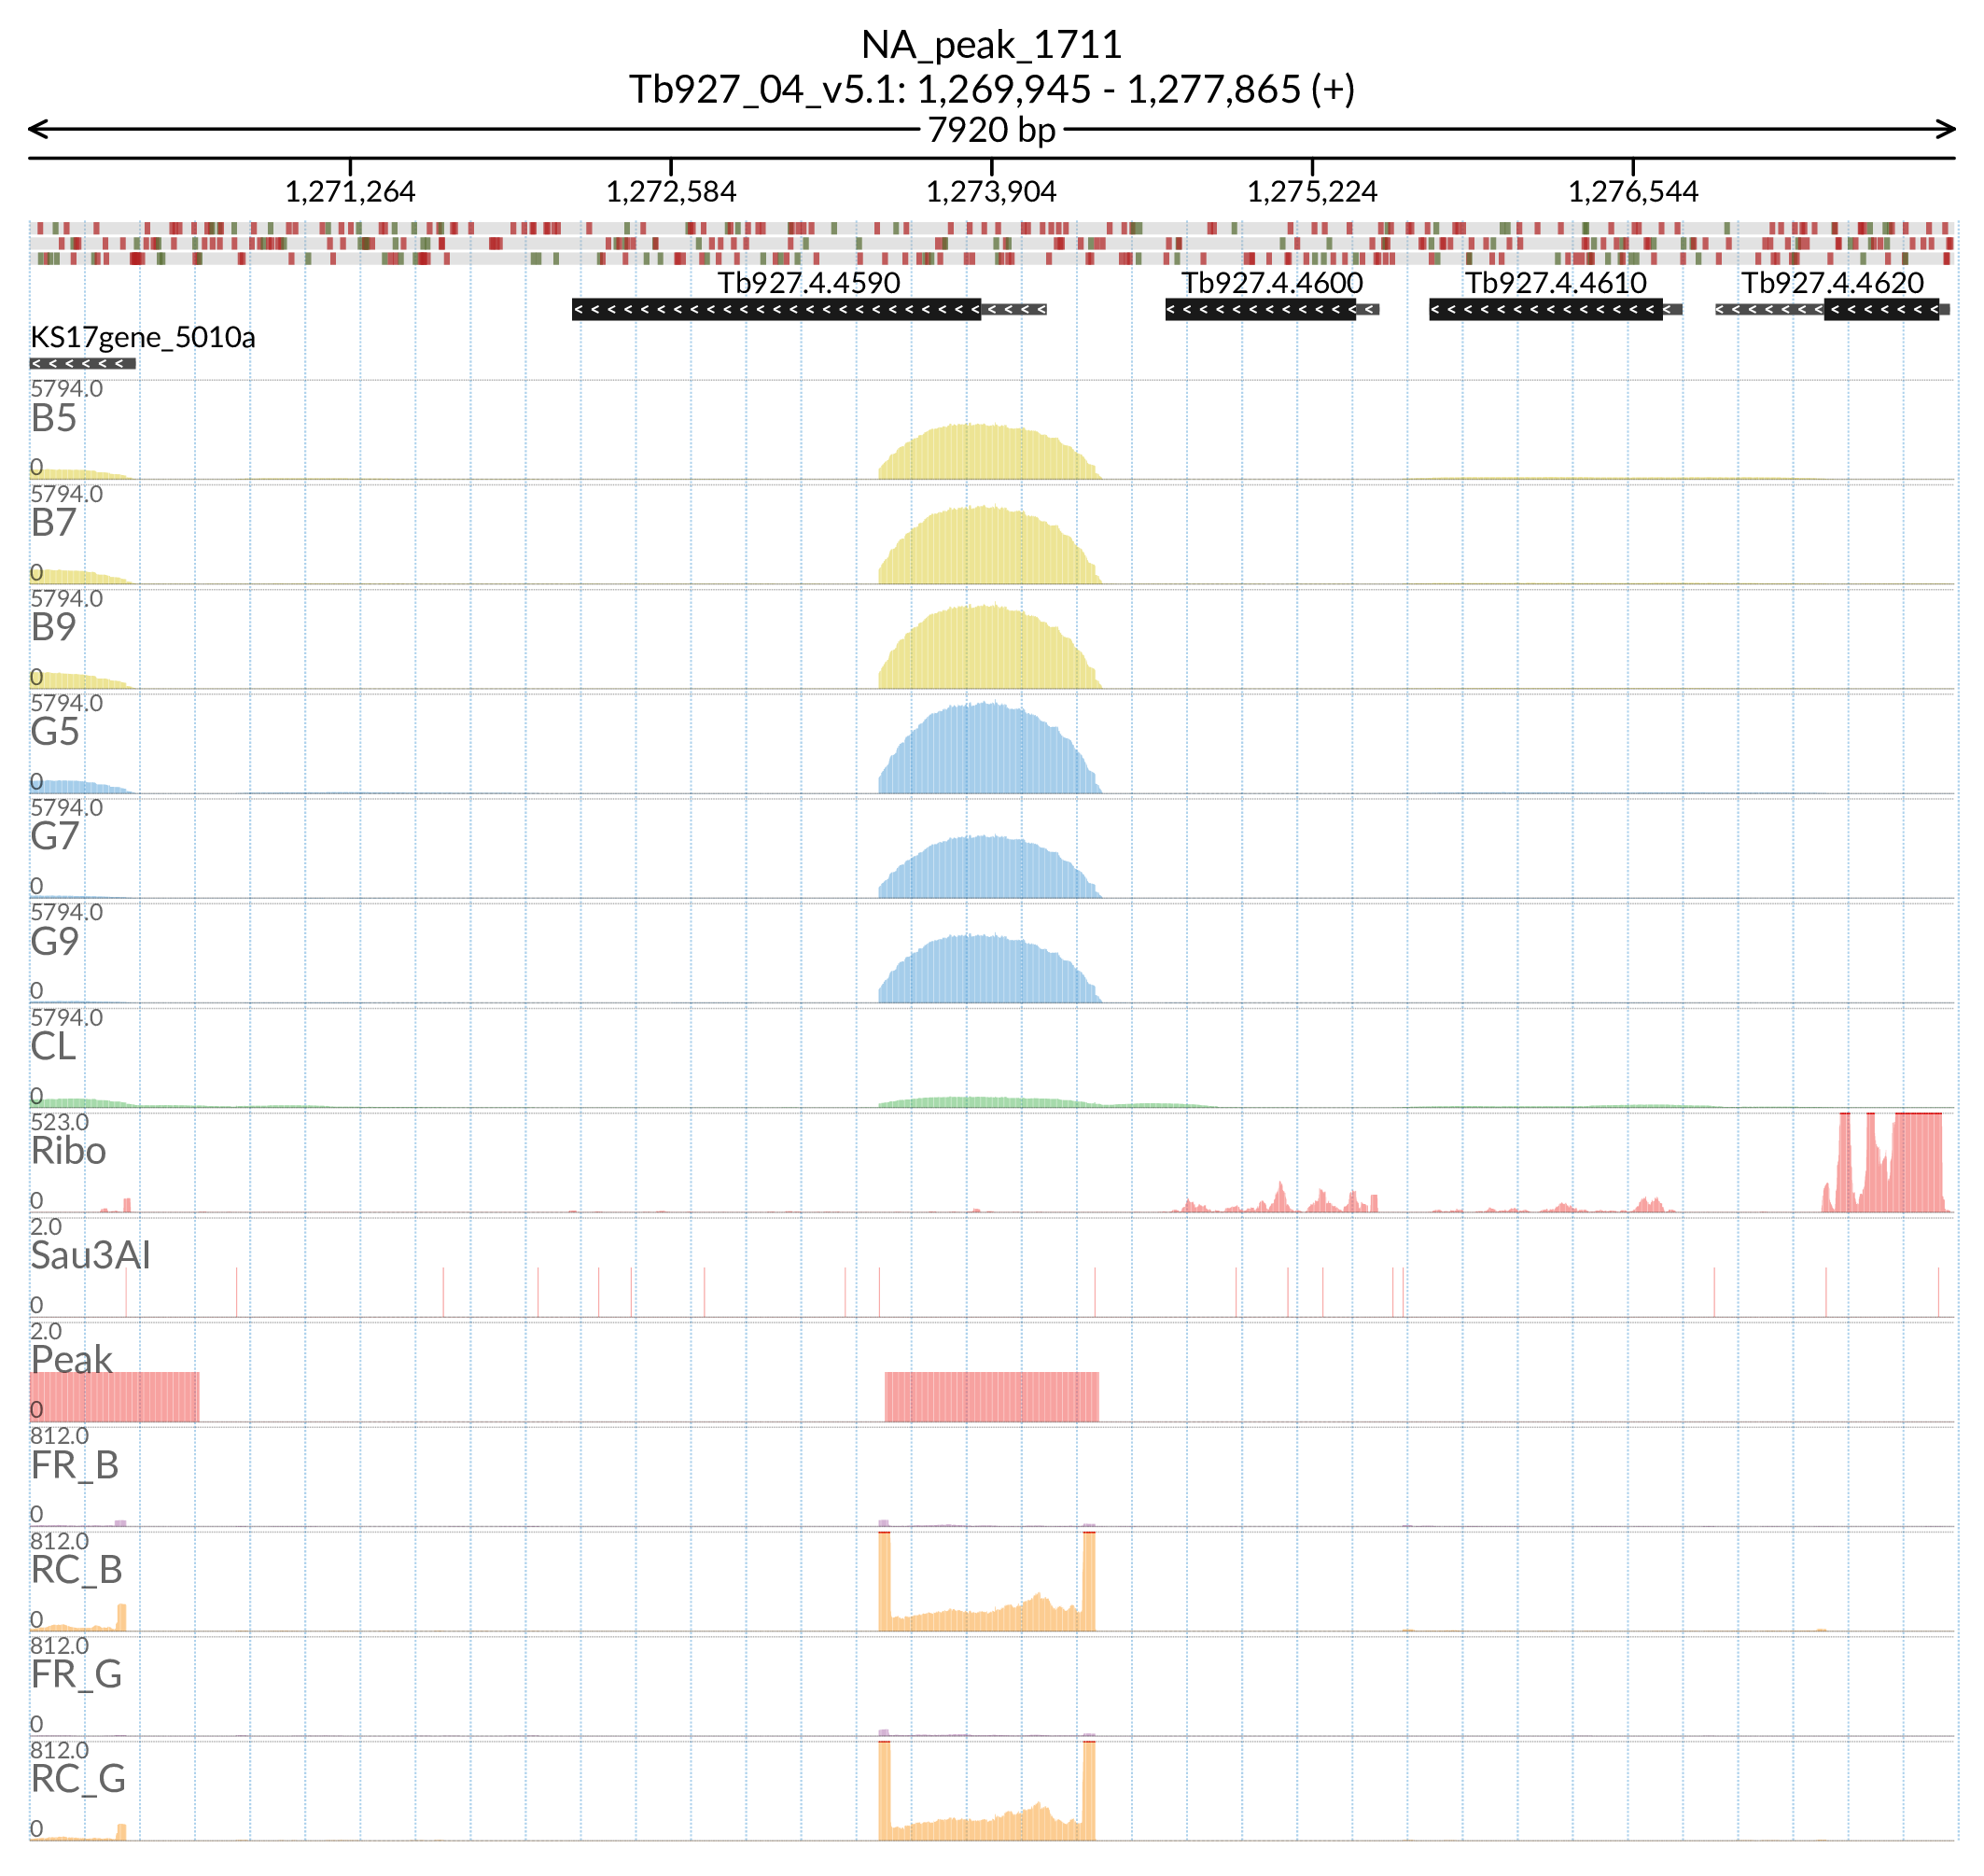 NA_peak_1711
Tb927_04_v5.1: 1,269,945 - 1,277,865 (+)
7920 bp
1,271,264 1,272,584 1,273,904 1,275,224 1,276,544
Tb927.4.4590 Tb927.4.4600 Tb927.4.4610 Tb927.4.4620
KS17gene_5010a
5794.0
B5
0
5794.0
B7
0
5794.0
B9
0
5794.0
G5
0
5794.0
G7
0
5794.0
G9
0
5794.0
CL
0
523.0
Ribo
0
2.0
Sau3AI
0
2.0
Peak
0
812.0
FR_B
0
812.0
RC_B
0
812.0
FR_G
0
812.0
RC_G
0